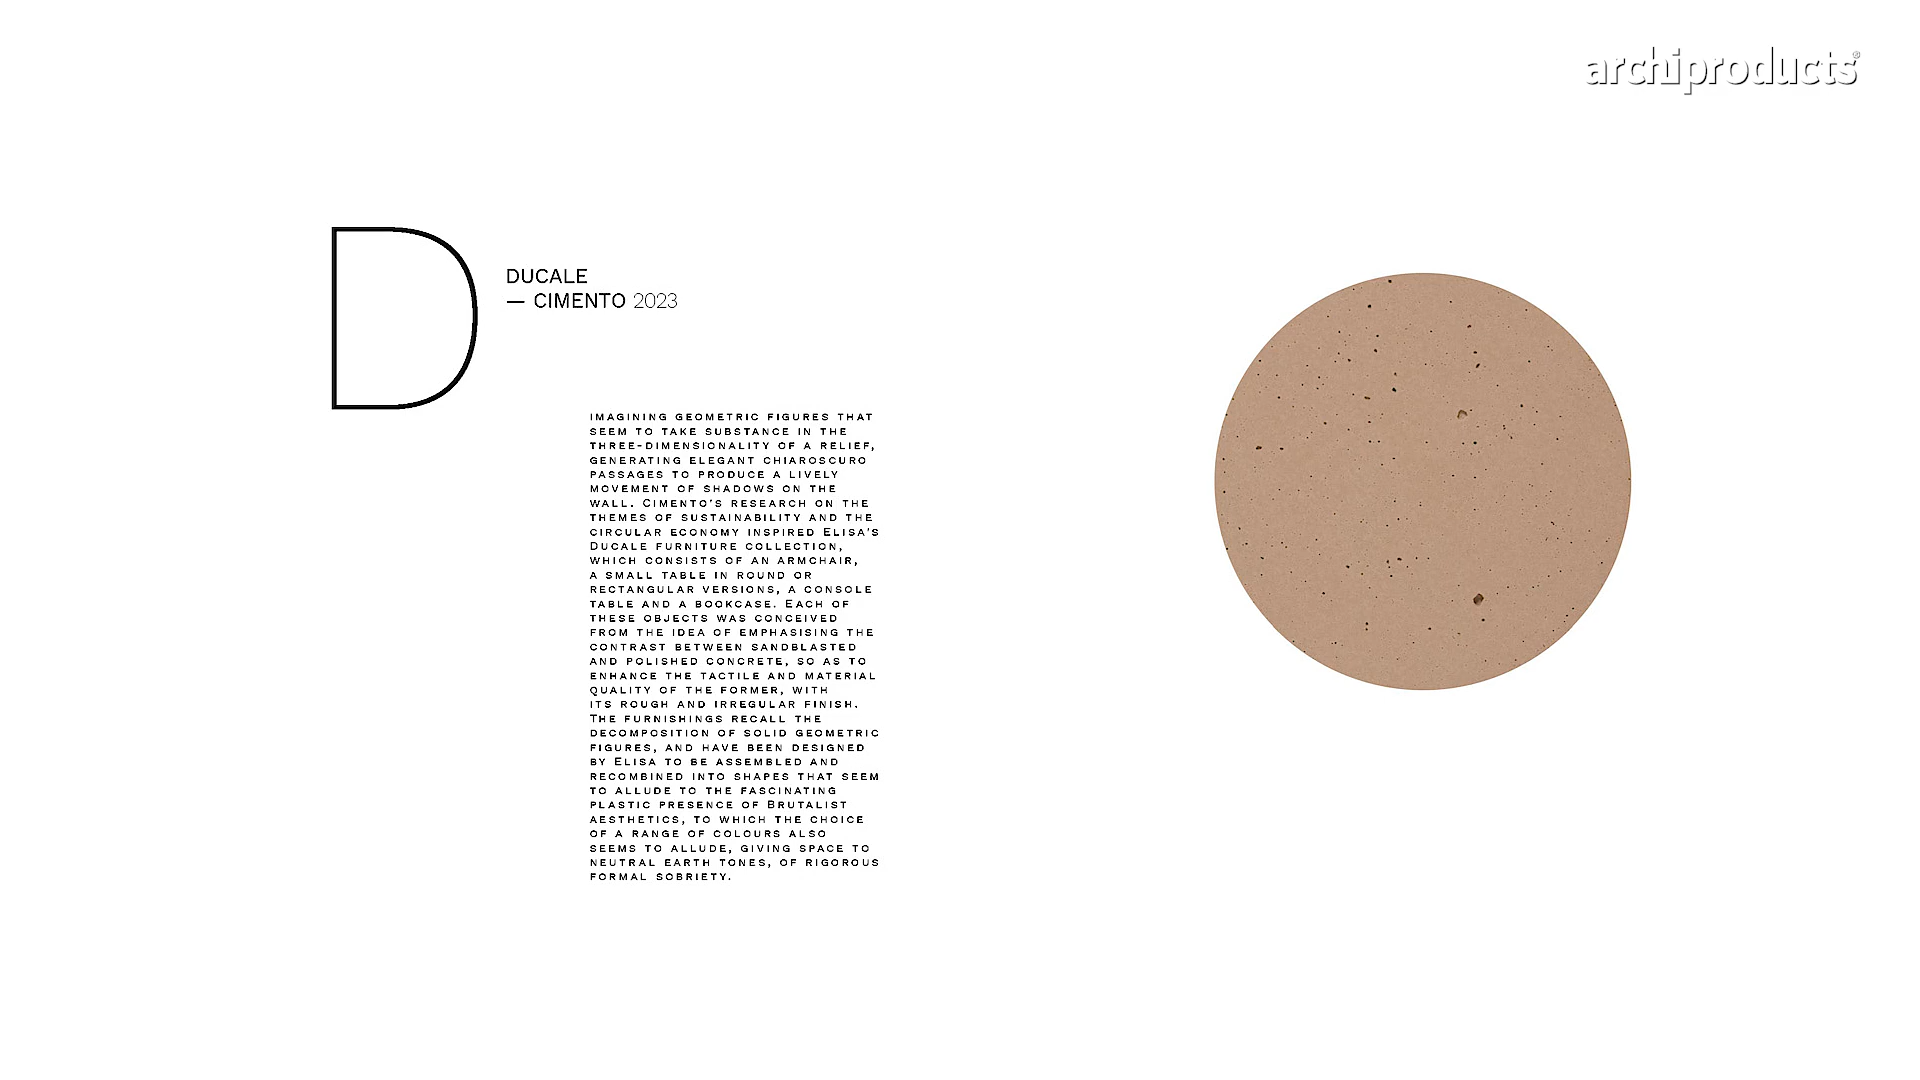 archiproducts®
D
DUCALE
— CIMENTO 2023
IMAGINING GEOMETRIC FIGURES THAT
SEEM TO TAKE SUBSTANCE IN THE
THREE-DIMENSIONALITY OF A RELIEF,
GENERATING ELEGANT CHIAROSCURO
PASSAGES TO PRODUCE A LIVELY
MOVEMENT OF SHADOWS ON THE
WALL. CIMENTO'S RESEARCH ON THE
THEMES OF SUSTAINABILITY AND THE
CIRCULAR ECONOMY INSPIRED ELISA'S
DUCALE FURNITURE COLLECTION,
WHICH CONSISTS OF AN ARMCHAIR,
A SMALL TABLE IN ROUND OR
RECTANGULAR VERSIONS, A CONSOLE
TABLE AND A BOOKCASE. EACH OF
THESE OBJECTS WAS CONCEIVED
FROM THE IDEA OF EMPHASISING THE
CONTRAST BETWEEN SANDBLASTED
AND POLISHED CONCRETE, SO AS TO
ENHANCE THE TACTILE AND MATERIAL
QUALITY OF THE FORMER, WITH
ITS ROUGH AND IRREGULAR FINISH.
THE FURNISHINGS RECALL THE
DECOMPOSITION OF SOLID GEOMETRIC
FIGURES, AND HAVE BEEN DESIGNED
BY ELISA TO BE ASSEMBLED AND
RECOMBINED INTO SHAPES THAT SEEM
TO ALLUDE TO THE FASCINATING
PLASTIC PRESENCE OF BRUTALIST
AESTHETICS, TO WHICH THE CHOICE
OF A RANGE OF COLOURS ALSO
SEEMS TO ALLUDE, GIVING SPACE TO
NEUTRAL EARTH TONES, OF RIGOROUS
FORMAL SOBRIETY.